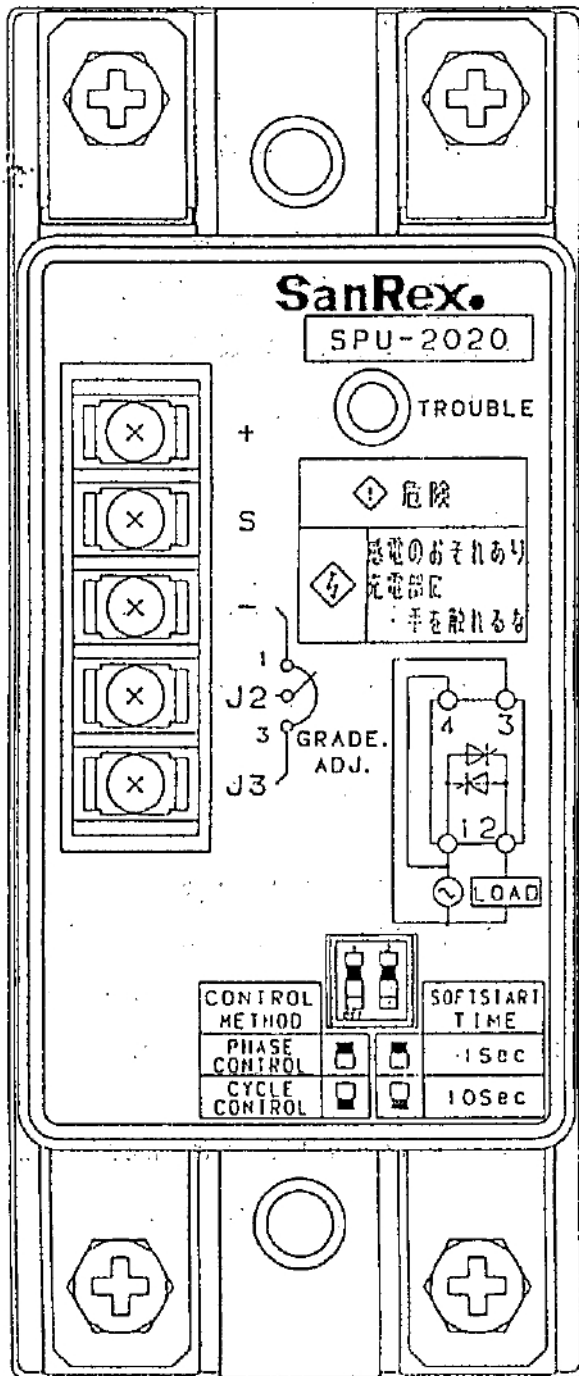 SanRex.
SPU-2020
TROUBLE
+
S
-
1
J2
3
J3
GRADE.
ADJ.
危険
感電のおそれあり
充電部に
手を触れるな
4 3
1 2
LOAD
CONTROL
METHOD
SOFTSTART
TIME
PHASE
CONTROL
1Sec
CYCLE
CONTROL
10Sec